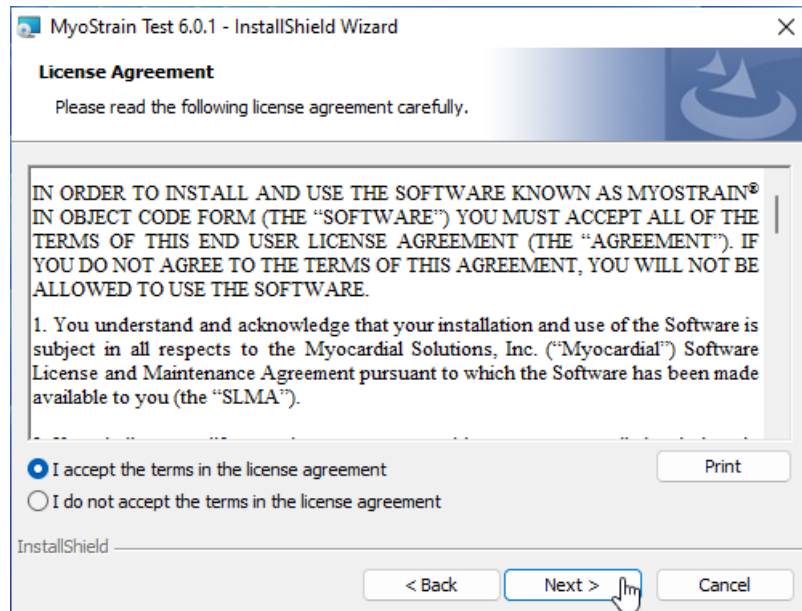 MyoStrain Test 6.0.1 - InstallShield Wizard
License Agreement
Please read the following license agreement carefully.
IN ORDER TO INSTALL AND USE THE SOFTWARE KNOWN AS MYOSTRAIN®
IN OBJECT CODE FORM (THE “SOFTWARE”) YOU MUST ACCEPT ALL OF THE
TERMS OF THIS END USER LICENSE AGREEMENT (THE “AGREEMENT”). IF
YOU DO NOT AGREE TO THE TERMS OF THIS AGREEMENT, YOU WILL NOT BE
ALLOWED TO USE THE SOFTWARE.
1. You understand and acknowledge that your installation and use of the Software is
subject in all respects to the Myocardial Solutions, Inc. (“Myocardial”) Software
License and Maintenance Agreement pursuant to which the Software has been made
available to you (the “SLMA”).
I accept the terms in the license agreement
Print
I do not accept the terms in the license agreement
InstallShield
< Back
Next >
Cancel